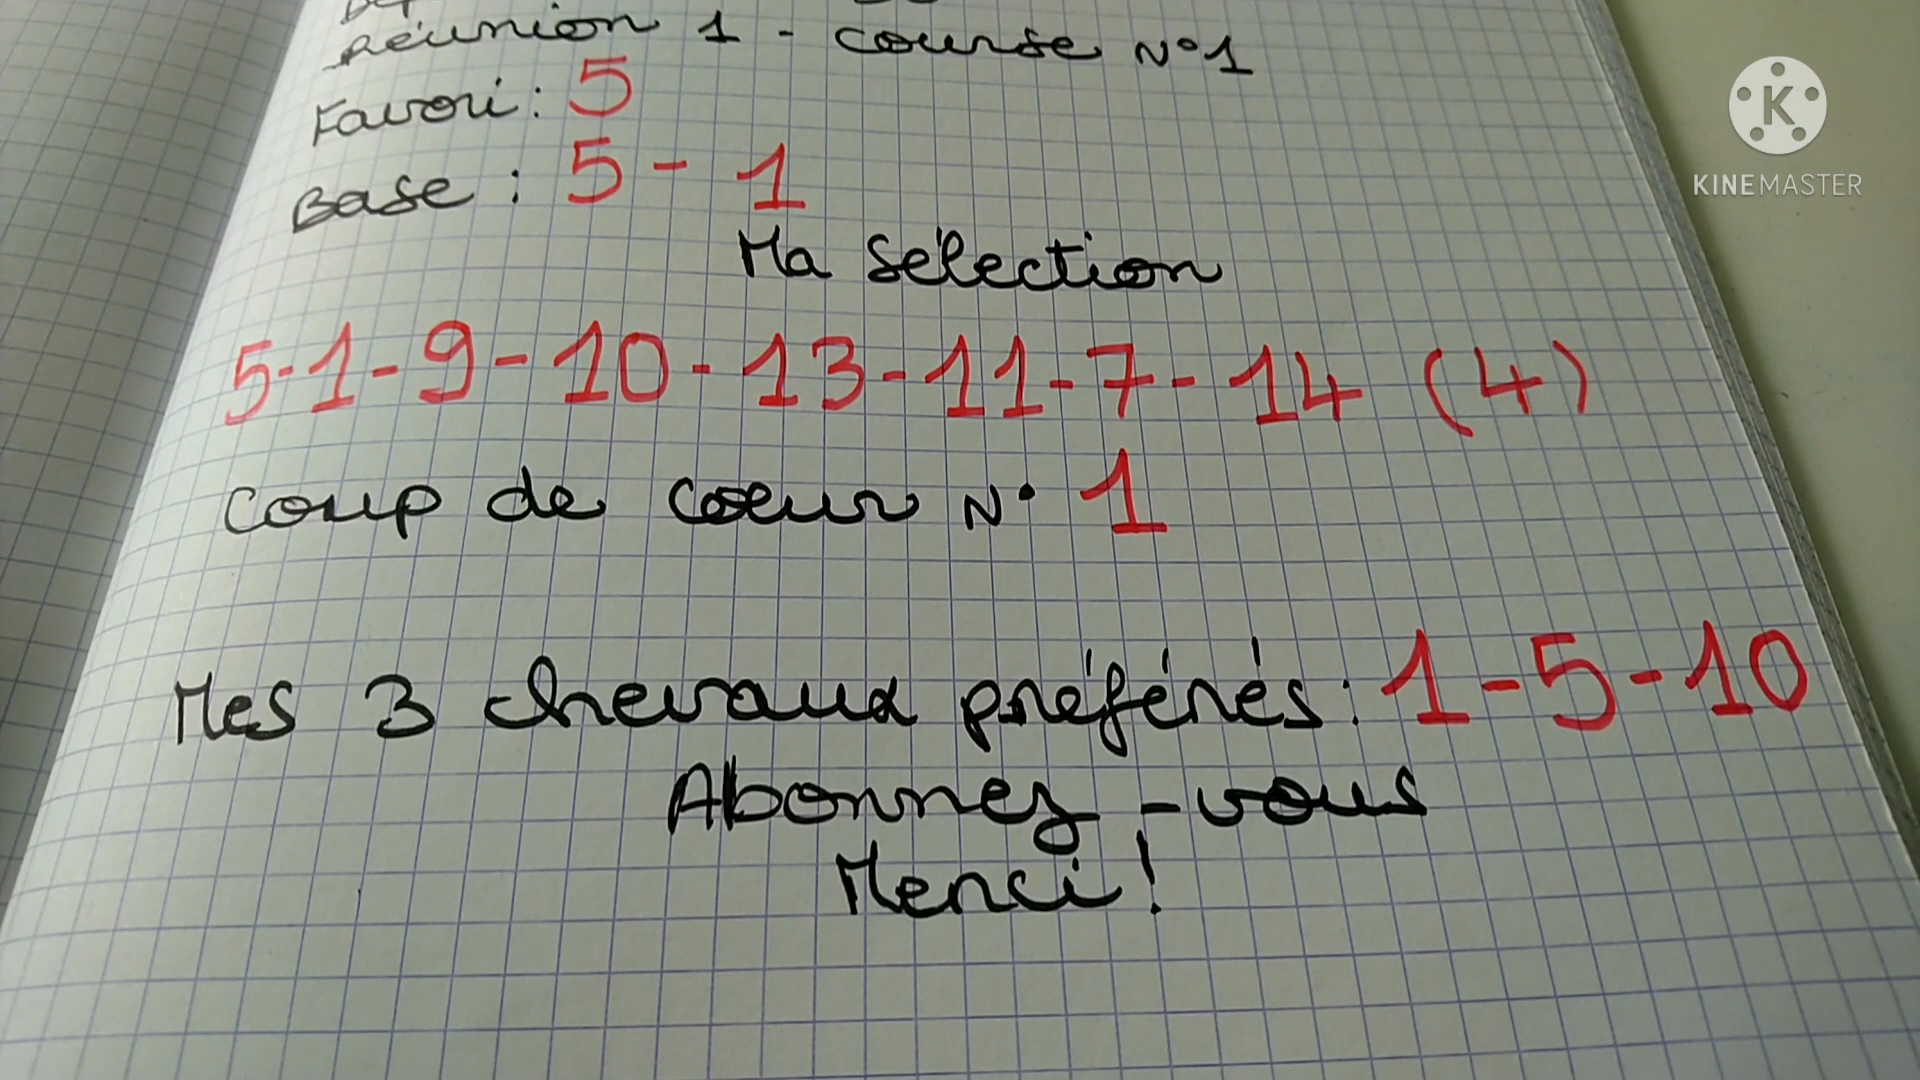 Réunion 1 - course N°1
Favori : 5
Base : 5 - 1
Ma sélection
5-1-9-10-13-11-7-14 (4)
coup de coeur N° 1
Mes 3 chevaux préférés : 1-5-10
Abonnez-vous
Merci !
K
KINEMASTER